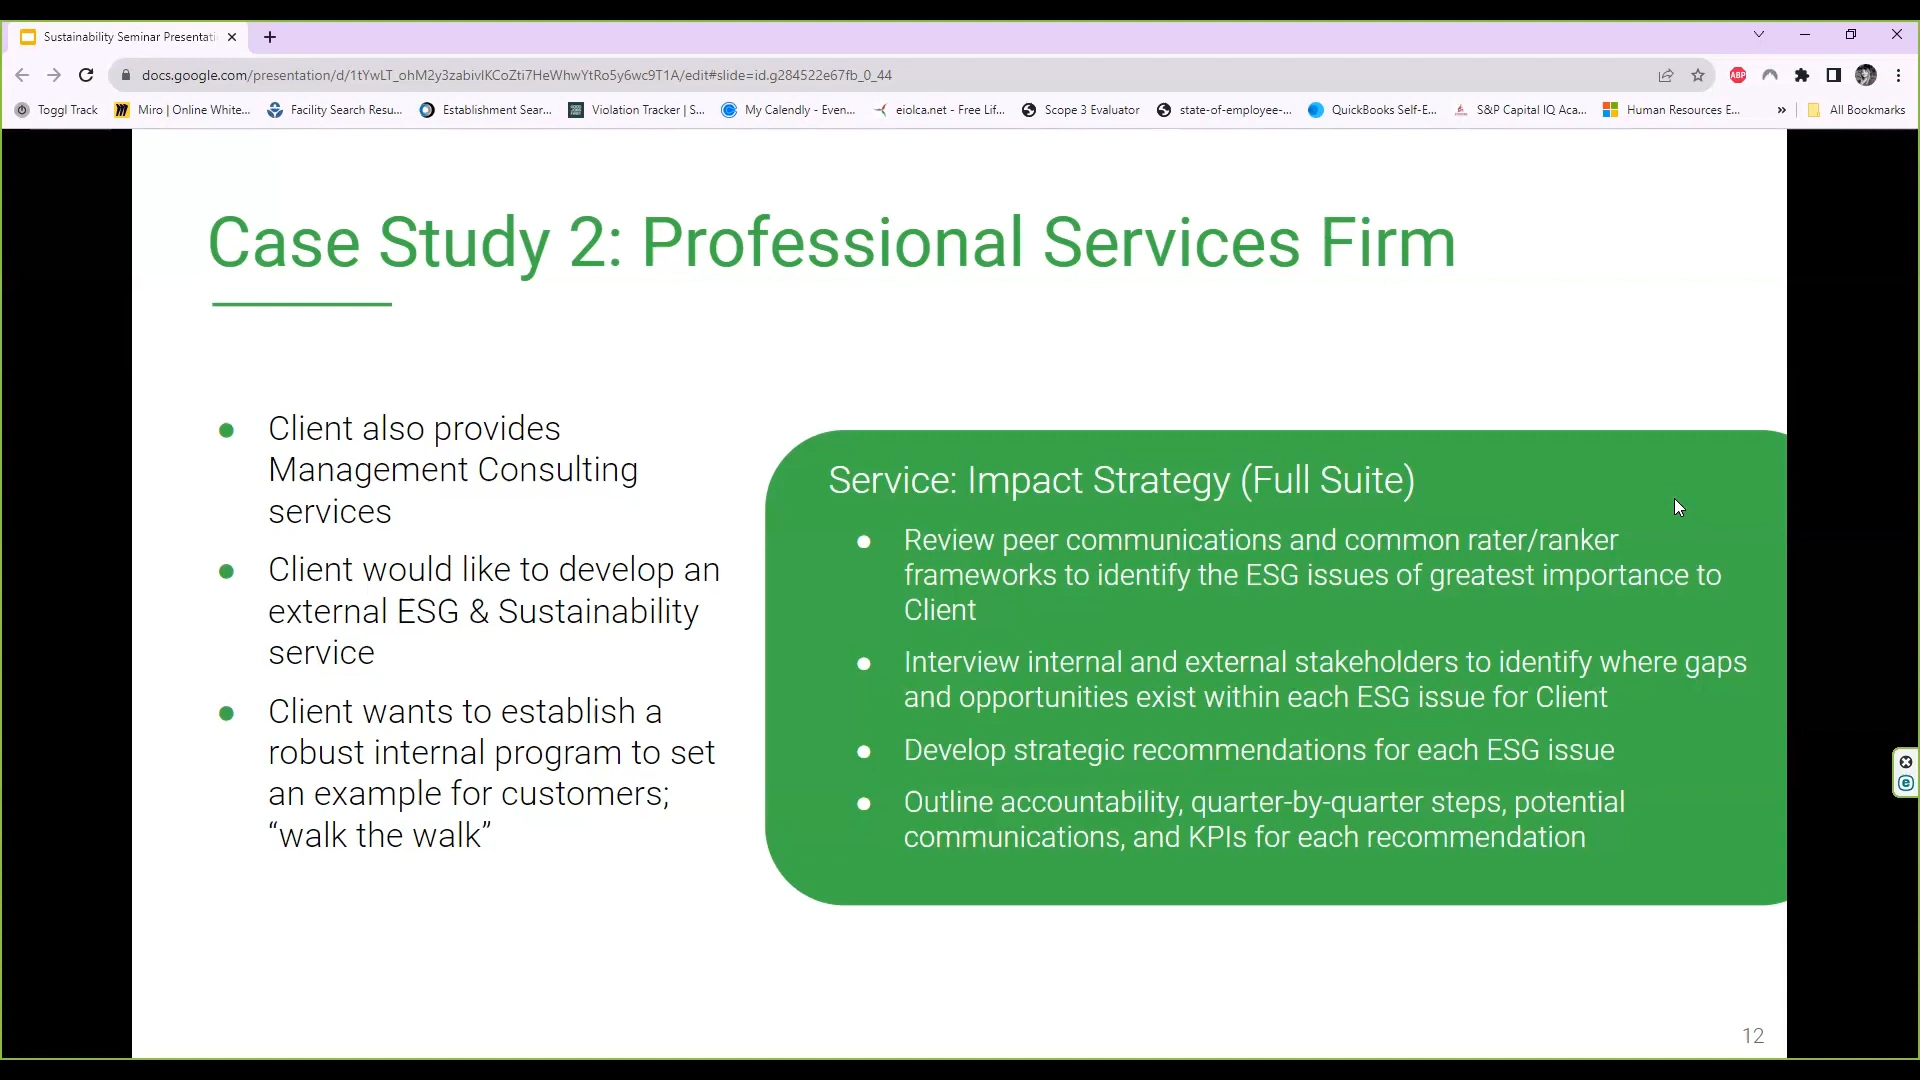 Sustainability Seminar Presentati
docs.google.com/presentation/d/1tYwLT_ohM2y3zabivIKCoZti7HeWhwYtRo5y6wc9T1A/edit#slide=id.g284522e67fb_0_44
ABP
Toggl Track
Miro | Online White...
Facility Search Resu...
Establishment Sear...
Violation Tracker | S...
My Calendly - Even...
eiolca.net - Free Lif...
Scope 3 Evaluator
state-of-employee-...
QuickBooks Self-E...
S&P Capital IQ Aca...
Human Resources E...
»
All Bookmarks
Case Study 2: Professional Services Firm
● Client also provides
Management Consulting
services
● Client would like to develop an
external ESG & Sustainability
service
● Client wants to establish a
robust internal program to set
an example for customers;
“walk the walk”
Service: Impact Strategy (Full Suite)
● Review peer communications and common rater/ranker
frameworks to identify the ESG issues of greatest importance to
Client
● Interview internal and external stakeholders to identify where gaps
and opportunities exist within each ESG issue for Client
● Develop strategic recommendations for each ESG issue
● Outline accountability, quarter-by-quarter steps, potential
communications, and KPIs for each recommendation
12